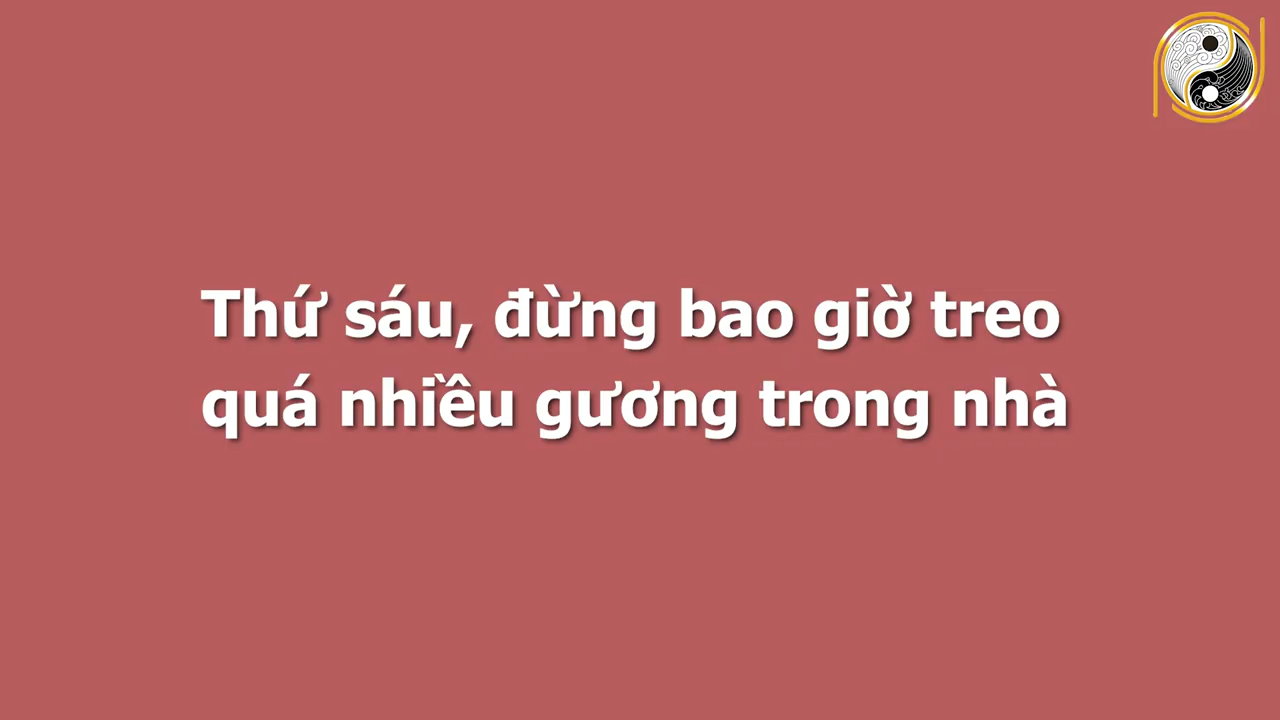 Thứ sáu, đừng bao giờ treo
quá nhiều gương trong nhà